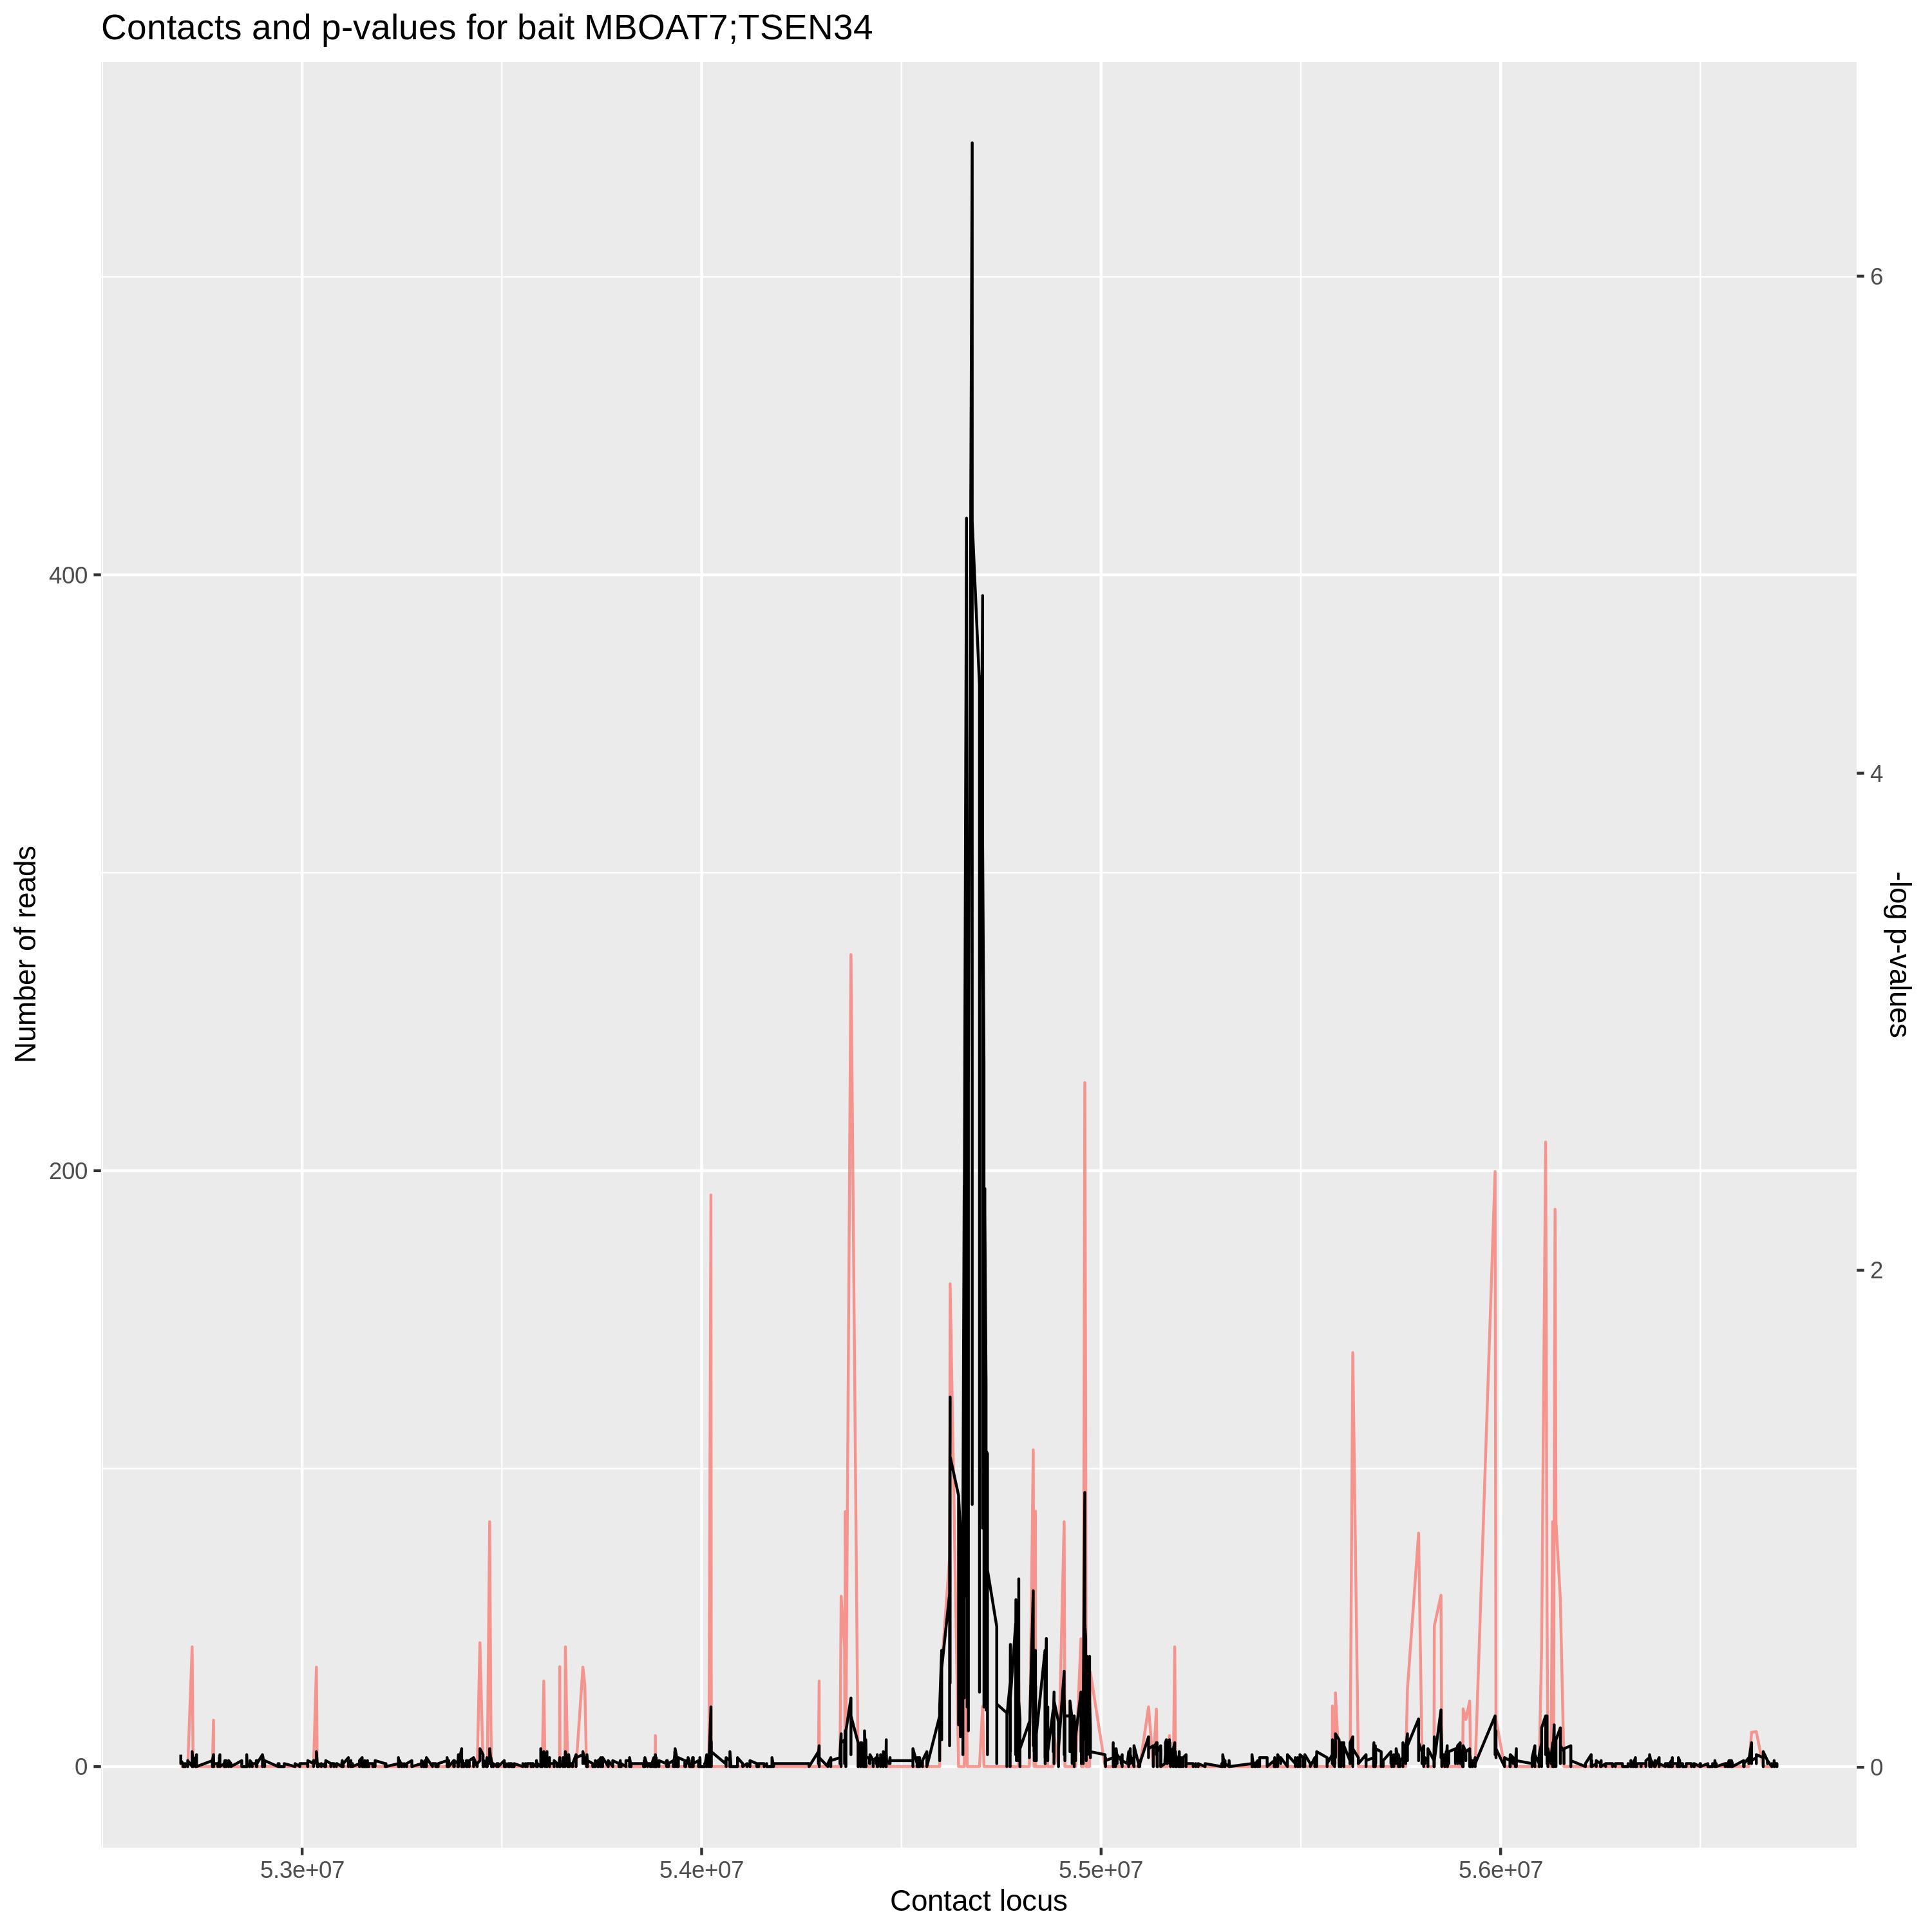 Contacts and p-values for bait MBOAT7;TSEN34
Number of reads
400
200
0
6
4
2
0
-log p-values
5.3e+07
5.4e+07
5.5e+07
5.6e+07
Contact locus